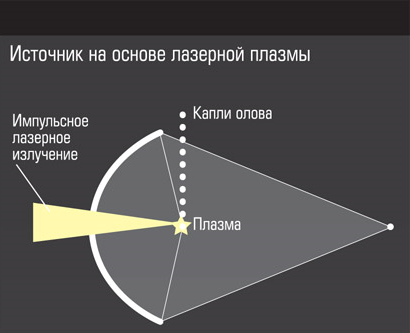 Источник на основе лазерной плазмы
Импульсное
лазерное
излучение
Капли олова
Плазма